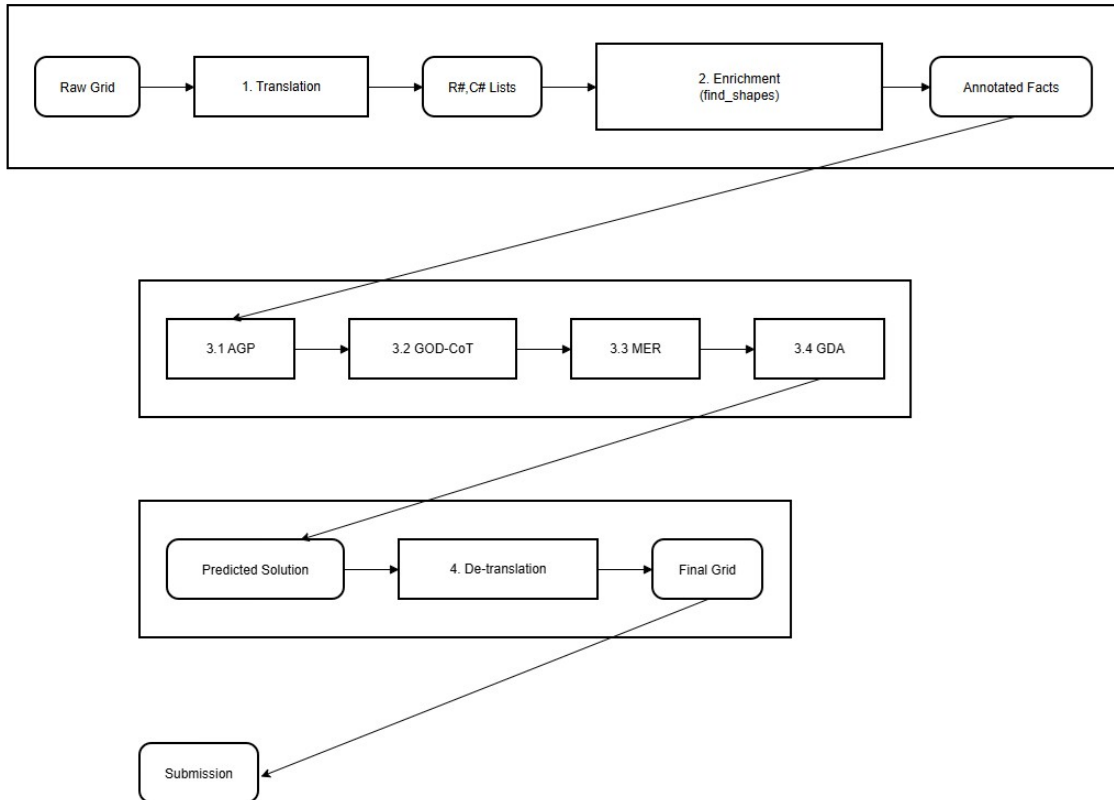 Raw Grid
1. Translation
R#,C# Lists
2. Enrichment
(find_shapes)
Annotated Facts
3.1 AGP
3.2 GOD-CoT
3.3 MER
3.4 GDA
Predicted Solution
4. De-translation
Final Grid
Submission